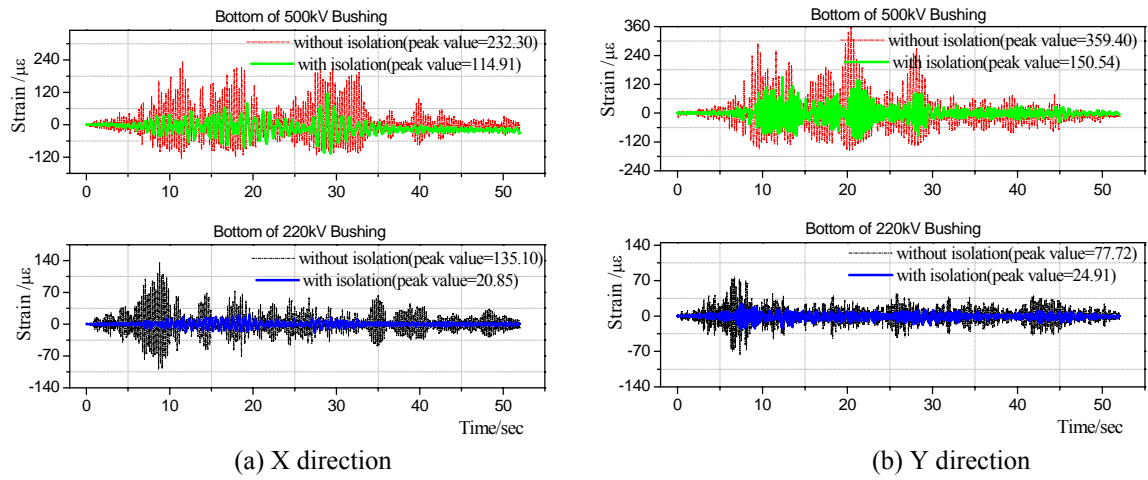 Bottom of 500kV Bushing
without isolation(peak value=232.30)
with isolation(peak value=114.91)
Strain /με
240
120
0
-120
0 10 20 30 40 50
Bottom of 220kV Bushing
without isolation(peak value=135.10)
with isolation(peak value=20.85)
Strain /με
140
70
0
-70
-140
0 10 20 30 40 50
Time/sec
(a) X direction
Bottom of 500kV Bushing
without isolation(peak value=359.40)
with isolation(peak value=150.54)
Strain /με
360
240
120
0
-120
-240
0 10 20 30 40 50
Bottom of 220kV Bushing
without isolation(peak value=77.72)
with isolation(peak value=24.91)
Strain /με
140
70
0
-70
-140
0 10 20 30 40 50
Time/sec
(b) Y direction